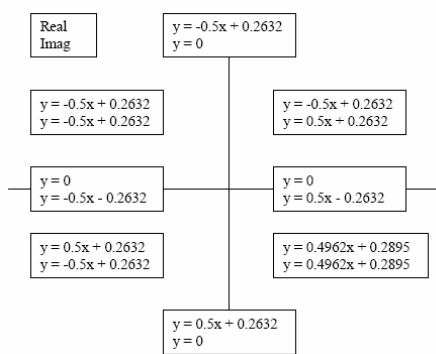 Real
Imag
y = -0.5x + 0.2632
y = 0
y = -0.5x + 0.2632
y = -0.5x + 0.2632
y = -0.5x + 0.2632
y = 0.5x + 0.2632
y = 0
y = -0.5x - 0.2632
y = 0
y = 0.5x - 0.2632
y = 0.5x + 0.2632
y = -0.5x + 0.2632
y = 0.4962x + 0.2895
y = 0.4962x + 0.2895
y = 0.5x + 0.2632
y = 0